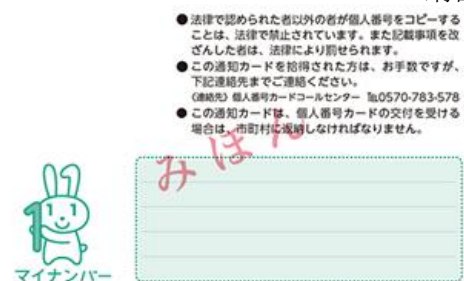 ●法律で認められた者以外の者が個人番号をコピーする
ことは、法律で禁止されています。また記載事項を改
ざんした者は、法律により罰せられます。
●この通知カードを拾得された方は、お手数ですが、
下記連絡先までご連絡ください。
《連絡先》個人番号カードコールセンター ℡0570-783-578
●この通知カードは、個人番号カードの交付を受ける
場合は、市町村に返納しなければなりません。
みほん
1
マイナンバー